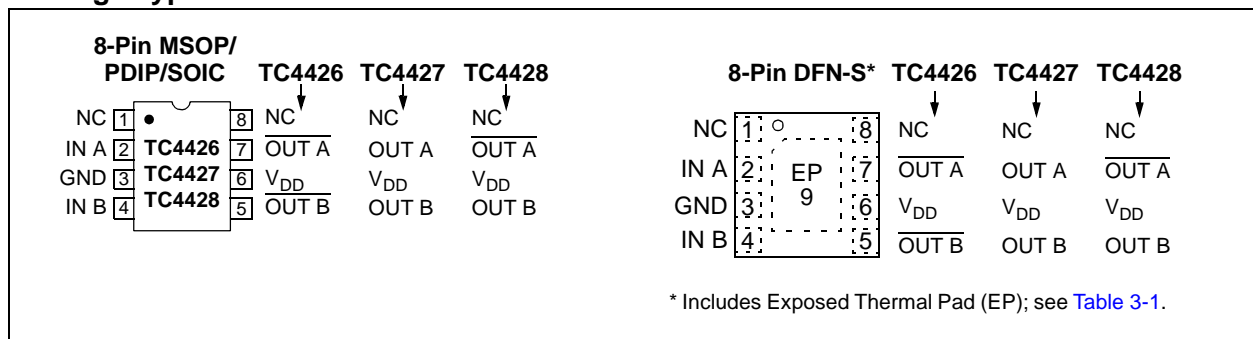 8-Pin MSOP/
PDIP/SOIC TC4426 TC4427 TC4428
NC 1 8 NC NC NC
IN A 2 TC4426 7 OUT A OUT A OUT A
GND 3 TC4427 6 VDD VDD VDD
IN B 4 TC4428 5 OUT B OUT B OUT B
8-Pin DFN-S* TC4426 TC4427 TC4428
NC 1 8 NC NC NC
IN A 2 EP 7 OUT A OUT A OUT A
GND 3 9 6 VDD VDD VDD
IN B 4 5 OUT B OUT B OUT B
* Includes Exposed Thermal Pad (EP); see Table 3-1.